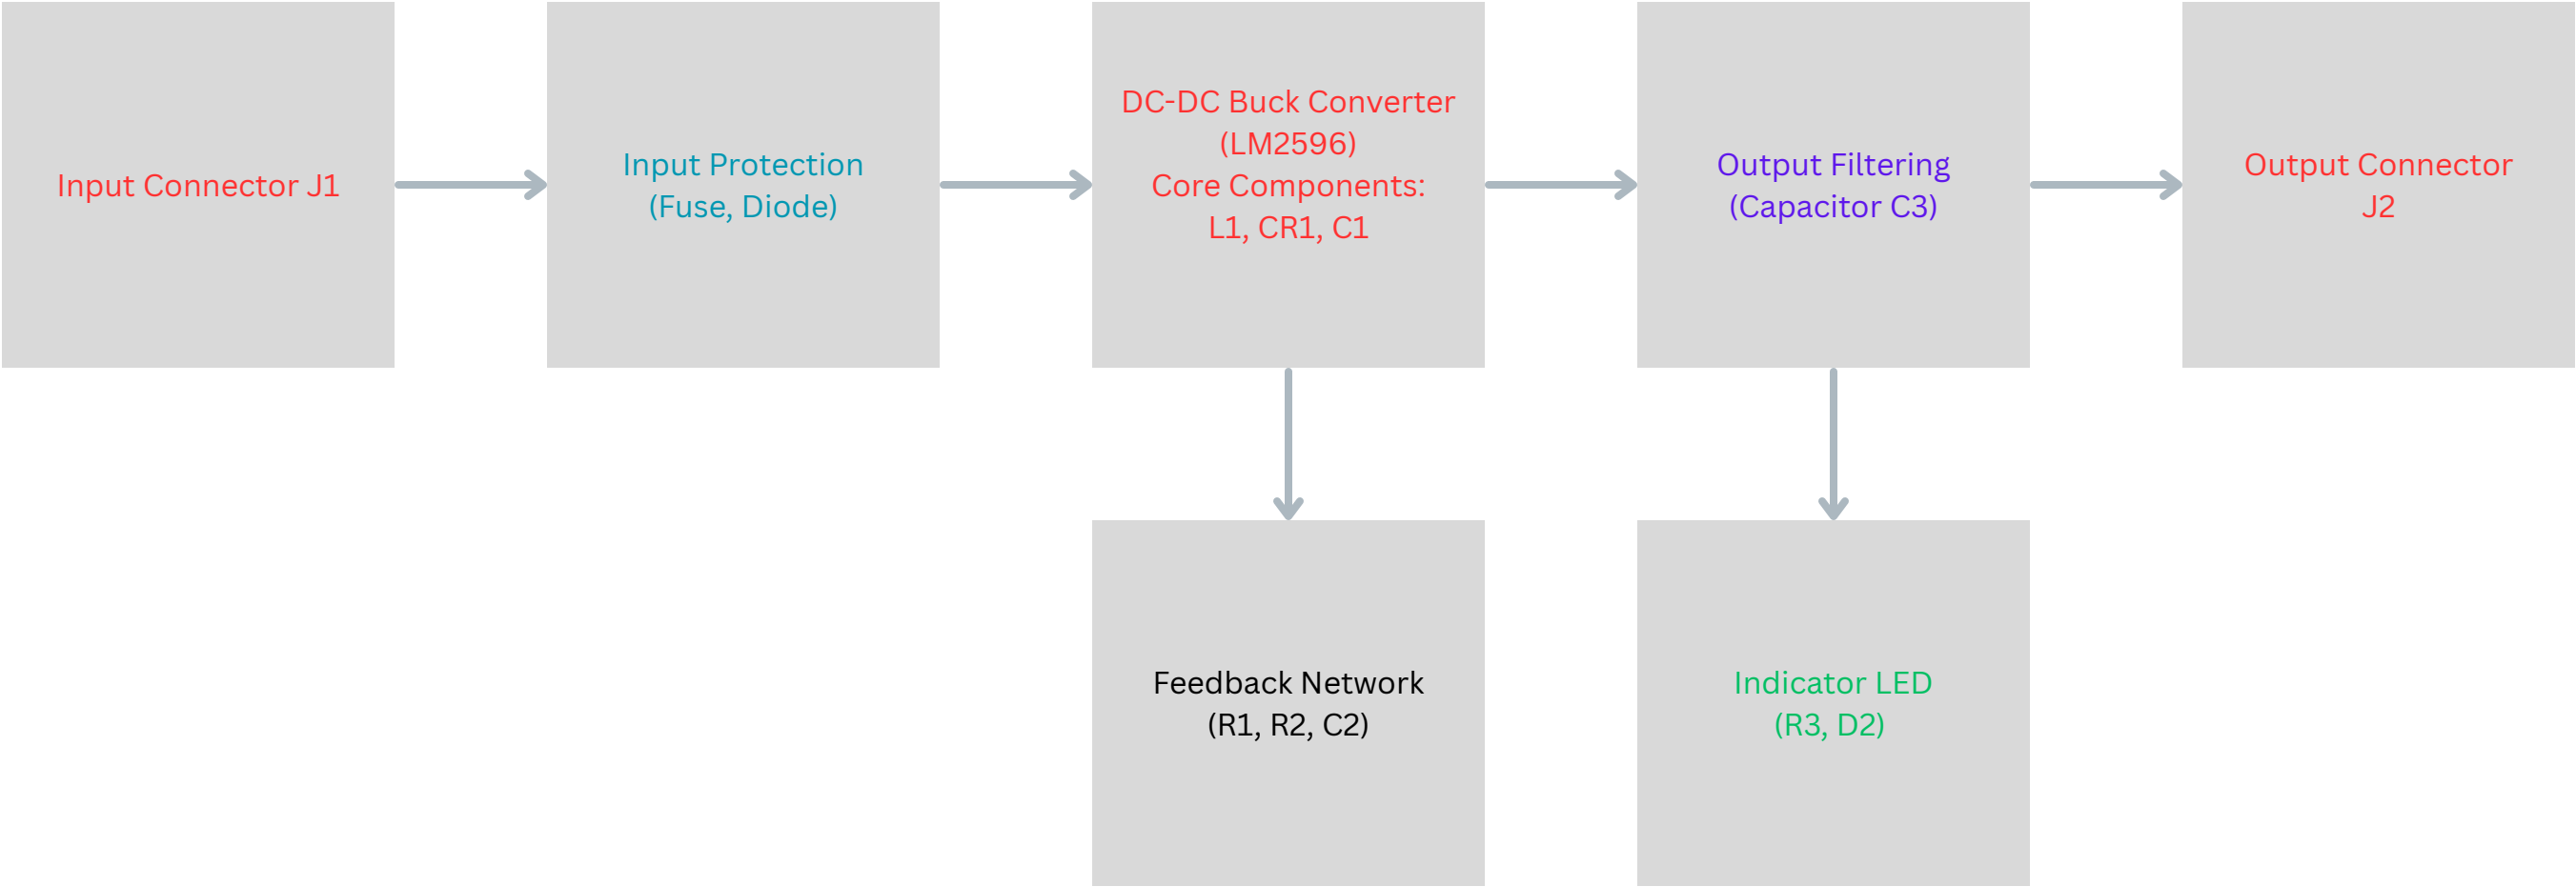 Input Connector J1
Input Protection
(Fuse, Diode)
DC-DC Buck Converter
(LM2596)
Core Components:
L1, CR1, C1
Output Filtering
(Capacitor C3)
Output Connector
J2
Feedback Network
(R1, R2, C2)
Indicator LED
(R3, D2)